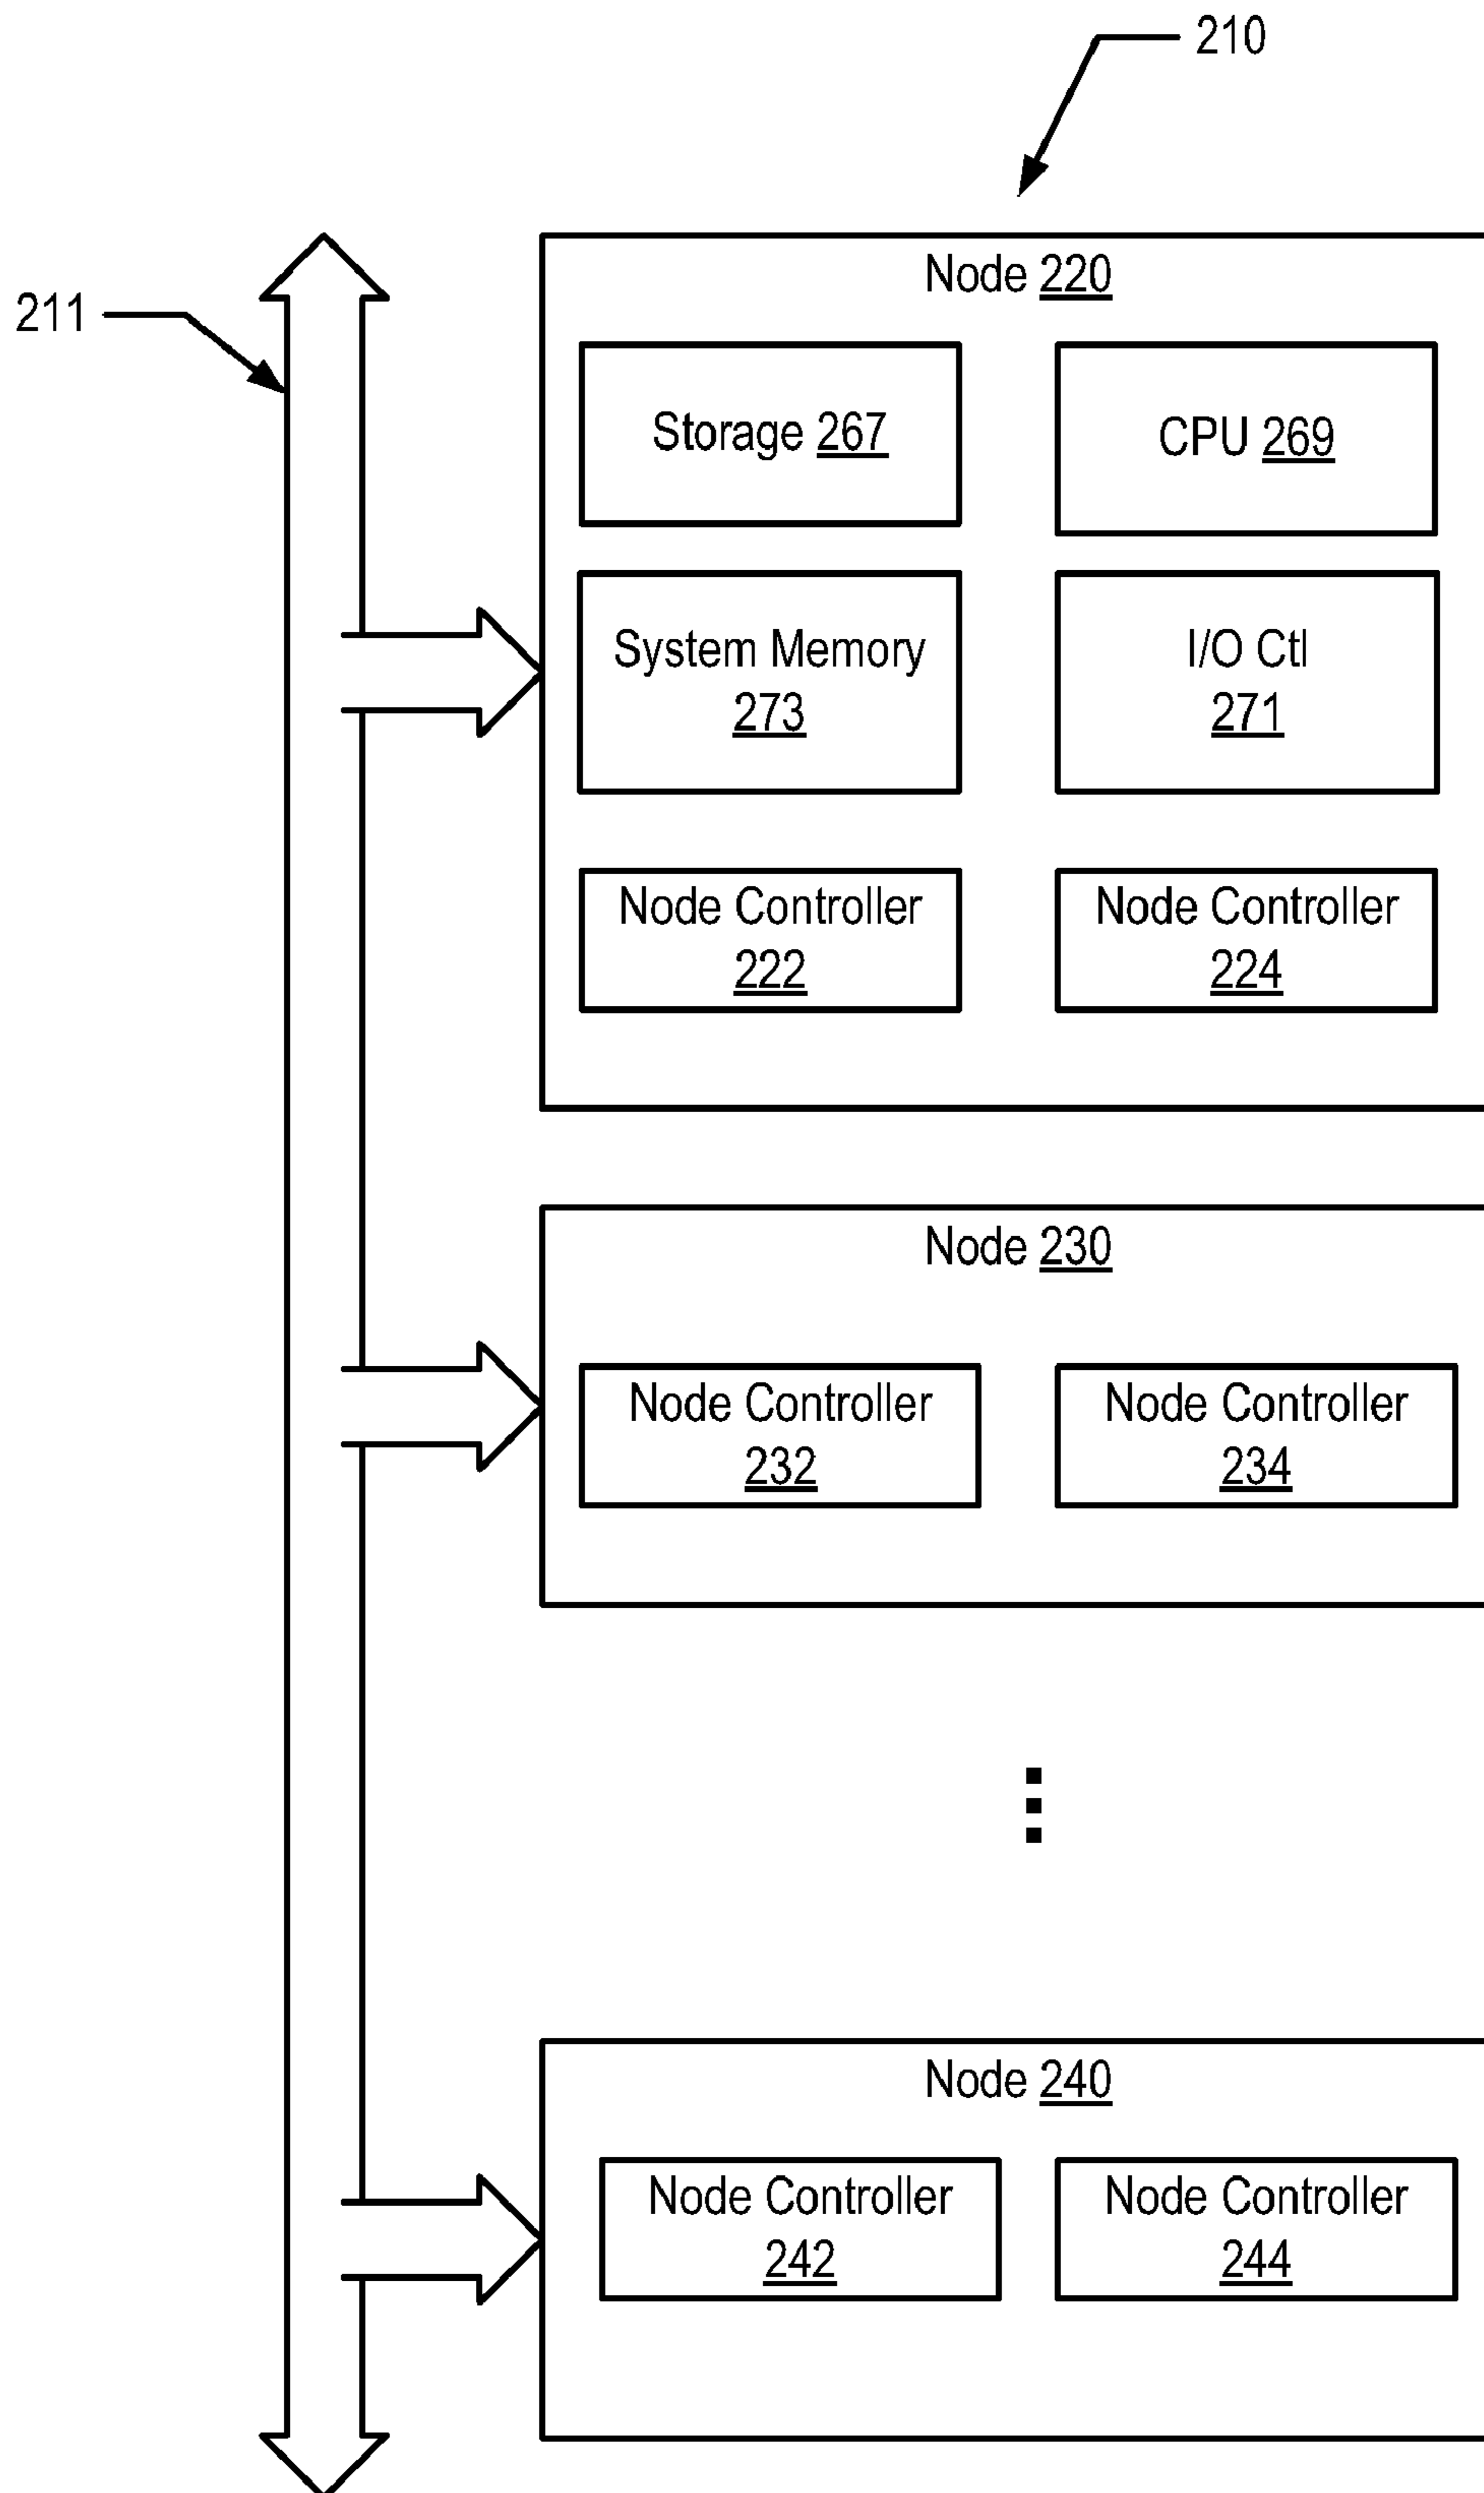 210
211
Node 220
Storage 267
CPU 269
System Memory
273
I/O Ctl
271
Node Controller
222
Node Controller
224
Node 230
Node Controller
232
Node Controller
234
Node 240
Node Controller
242
Node Controller
244